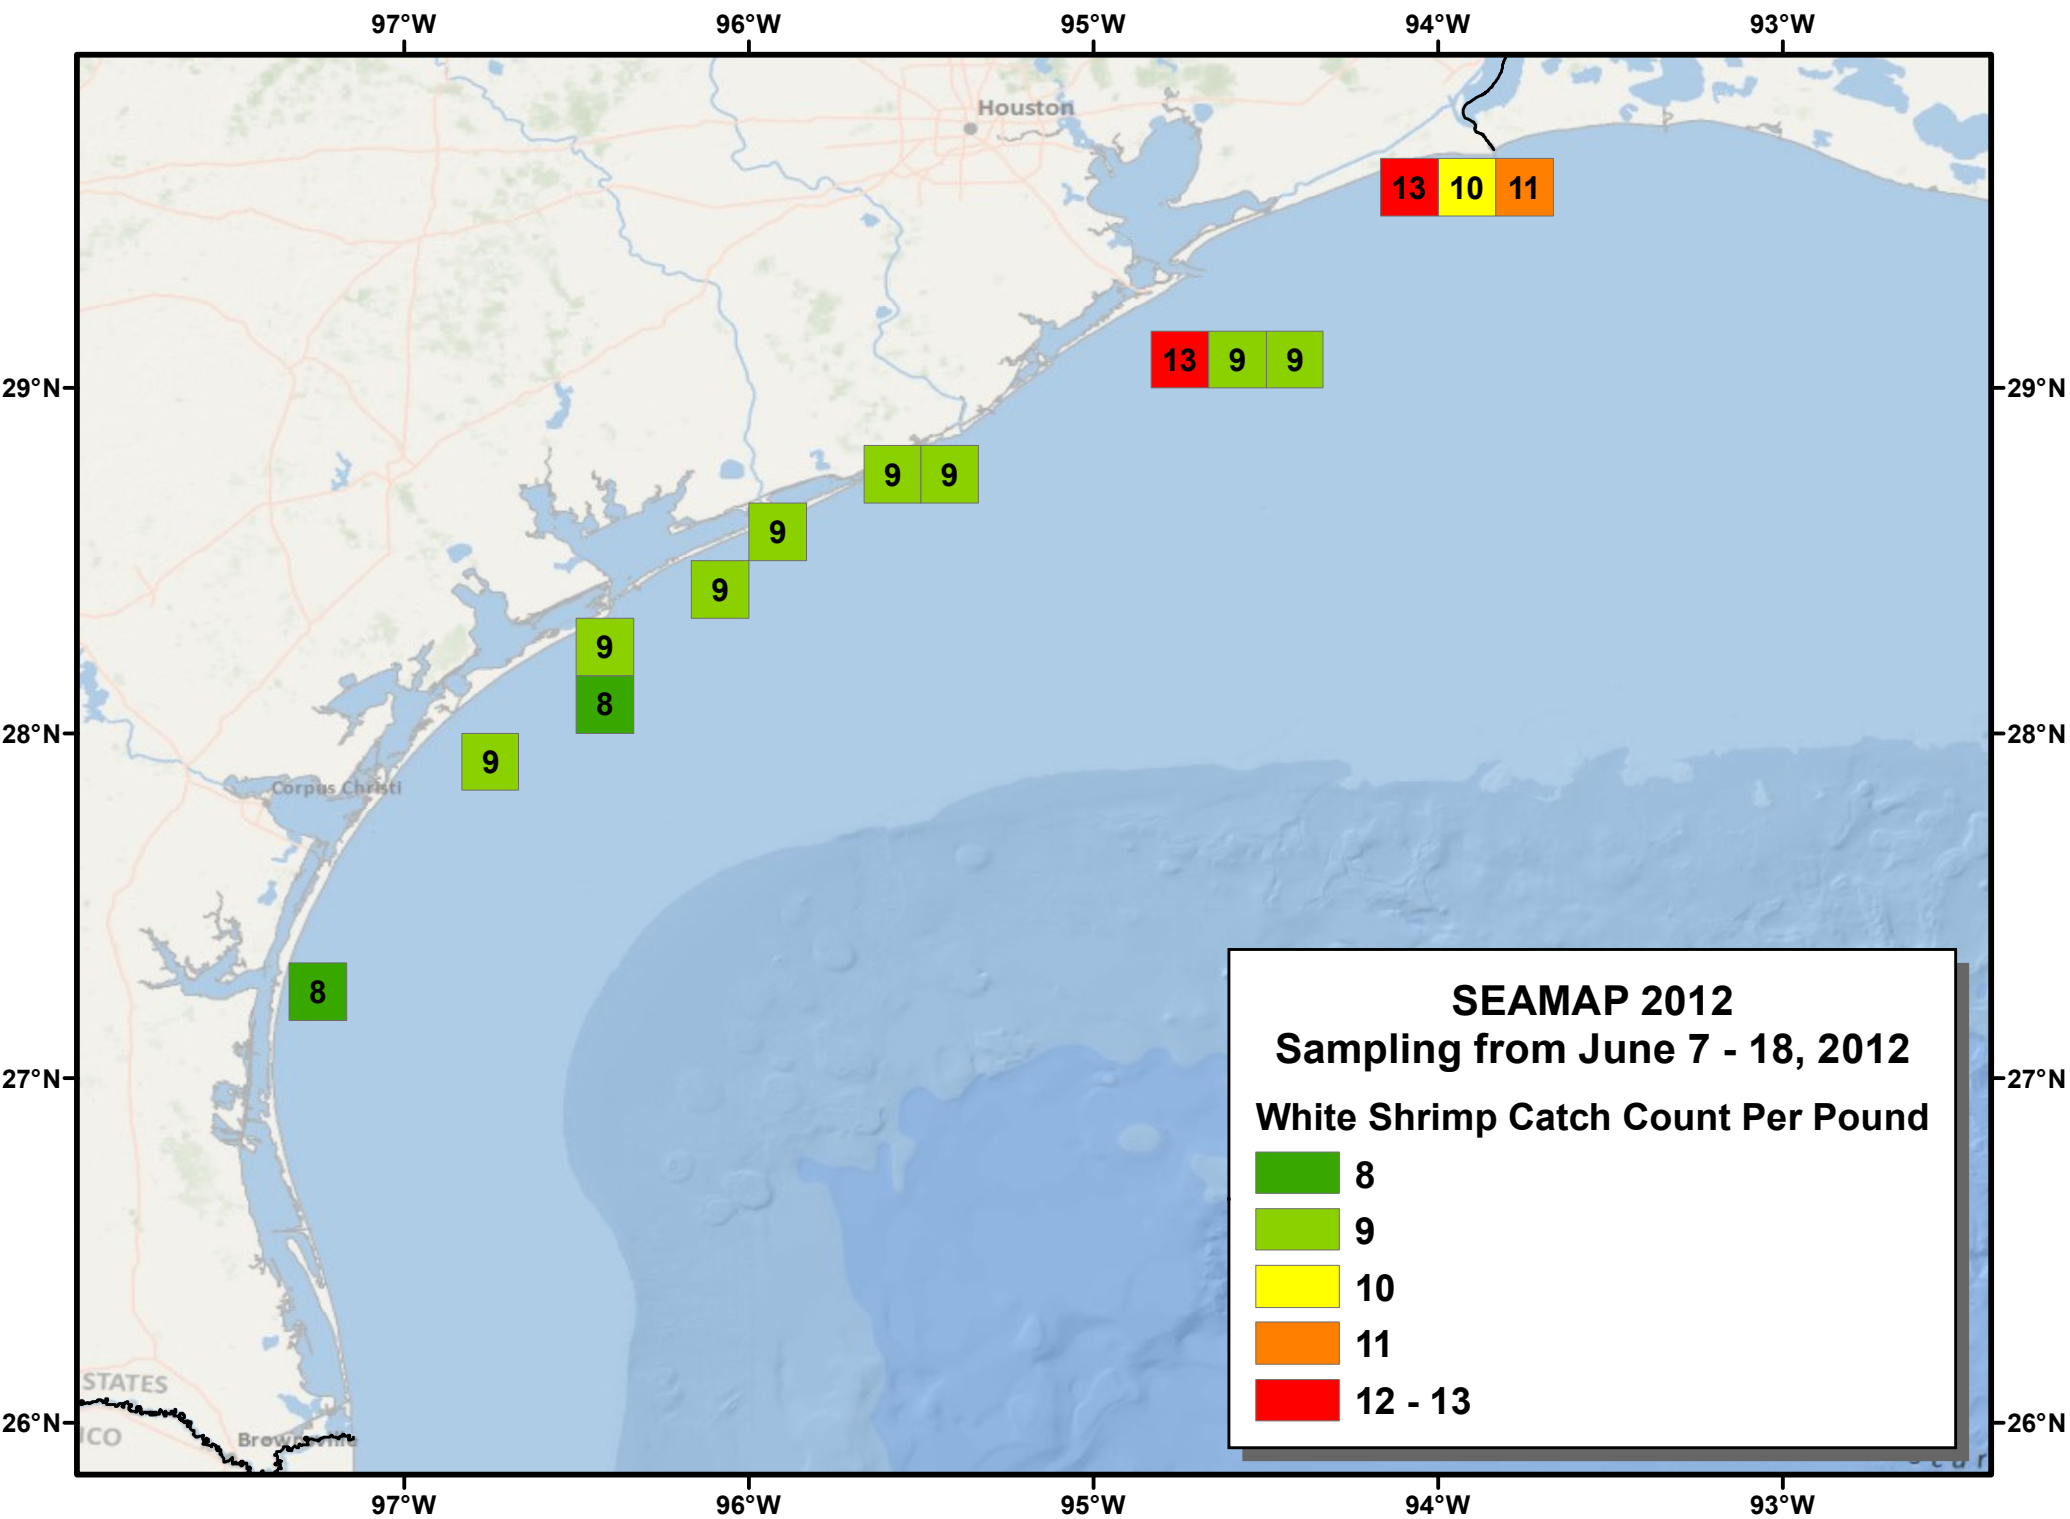 97°W 96°W 95°W 94°W 93°W
Houston
13 10 11
13 9 9
29°N 29°N
9 9
9
9
9
8
28°N 28°N
9
Corpus Christi
8
SEAMAP 2012
Sampling from June 7 - 18, 2012
27°N 27°N
White Shrimp Catch Count Per Pound
8
9
10
11
12 - 13
STATES
26°N 26°N
ICO
Brownsville
97°W 96°W 95°W 94°W 93°W